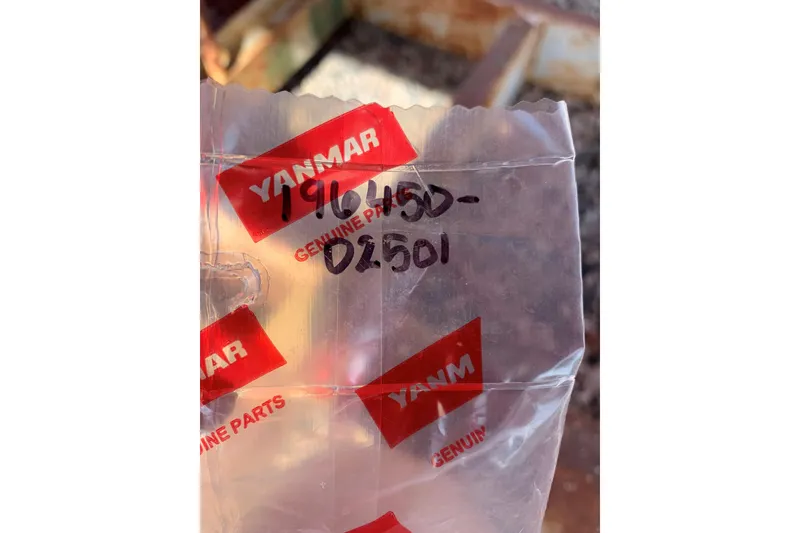 YANMAR
196450-
GENUINE PARTS
02501
MAR
YANM
INE PARTS
GENUIN